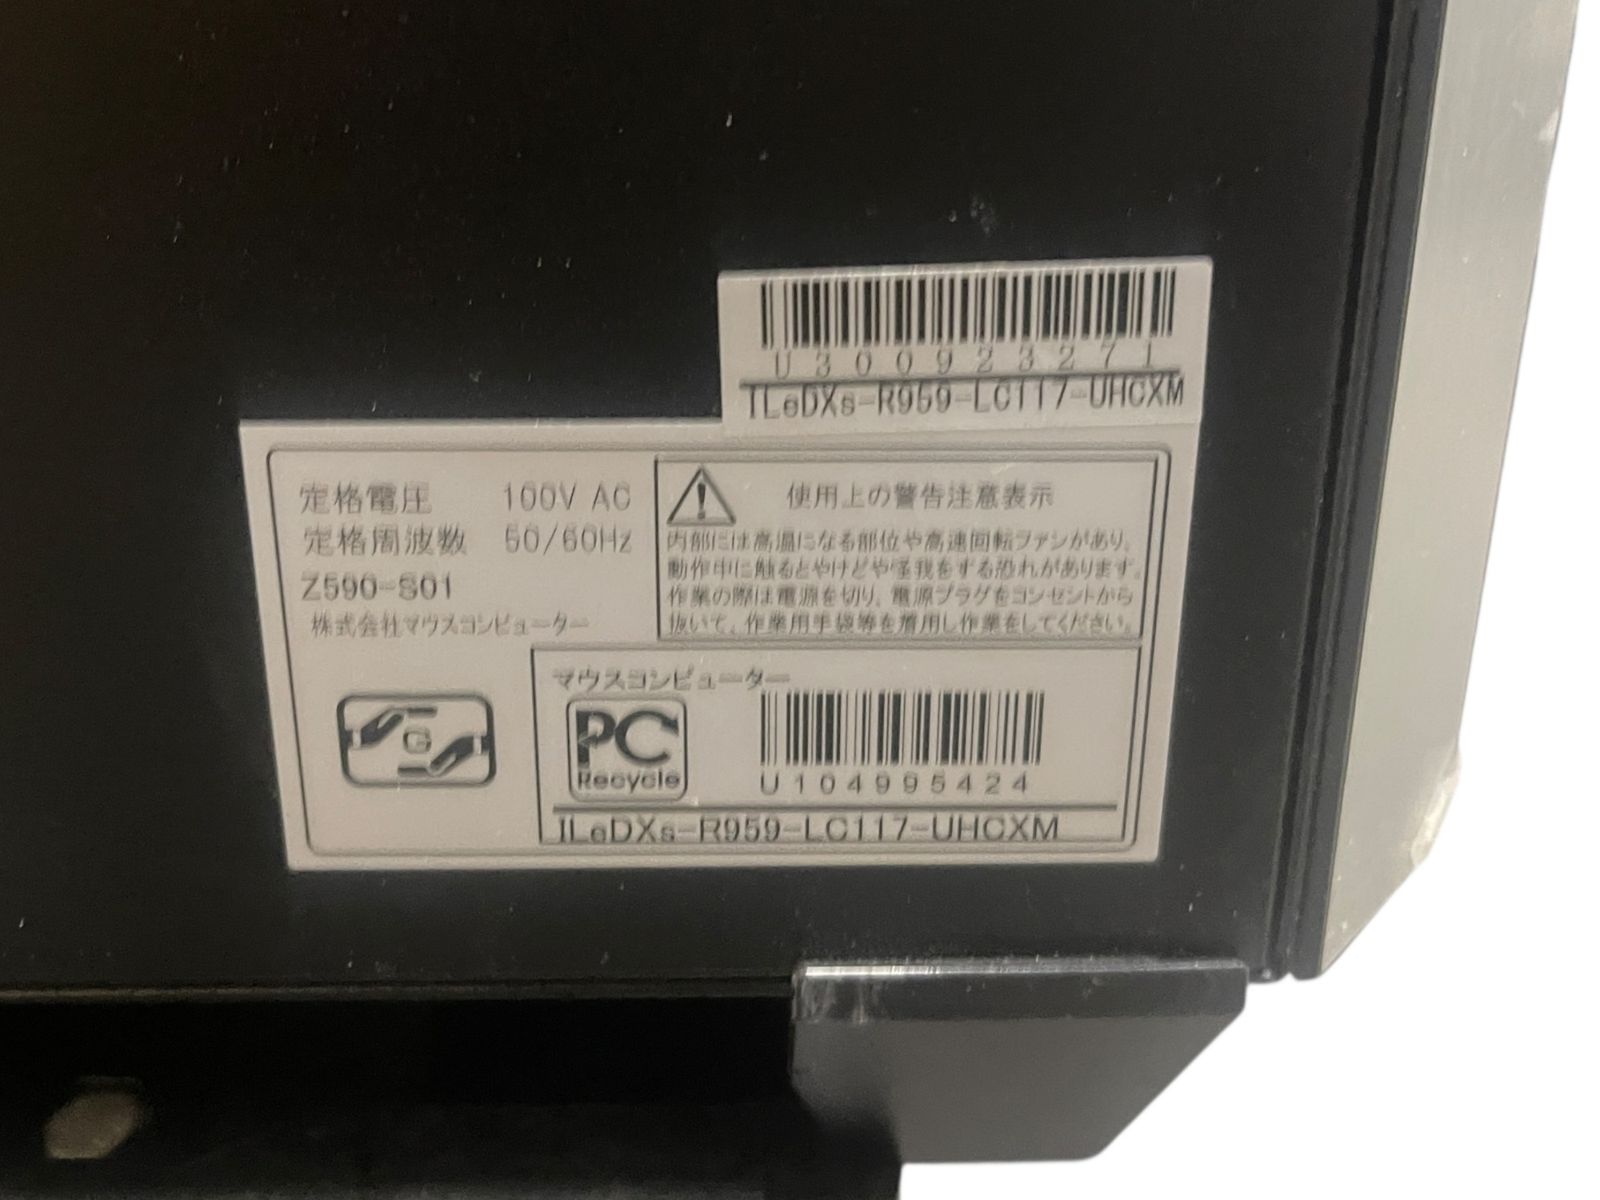 U300923271
ILeDXs-R959-LC117-UHCXM
定格電圧 100V AC
定格周波数 50/60Hz
Z590-S01
株式会社マウスコンピューター
使用上の警告注意表示
内部には高温になる部位や高速回転ファンがあり、
動作中に触るとやけどや怪我をする恐れがあります。
作業の際は電源を切り、電源プラグをコンセントから
抜いて、作業用手袋等を着用し作業をしてください。
G
マウスコンピューター
PC
Recycle
U104995424
ILeDXs-R959-LC117-UHCXM